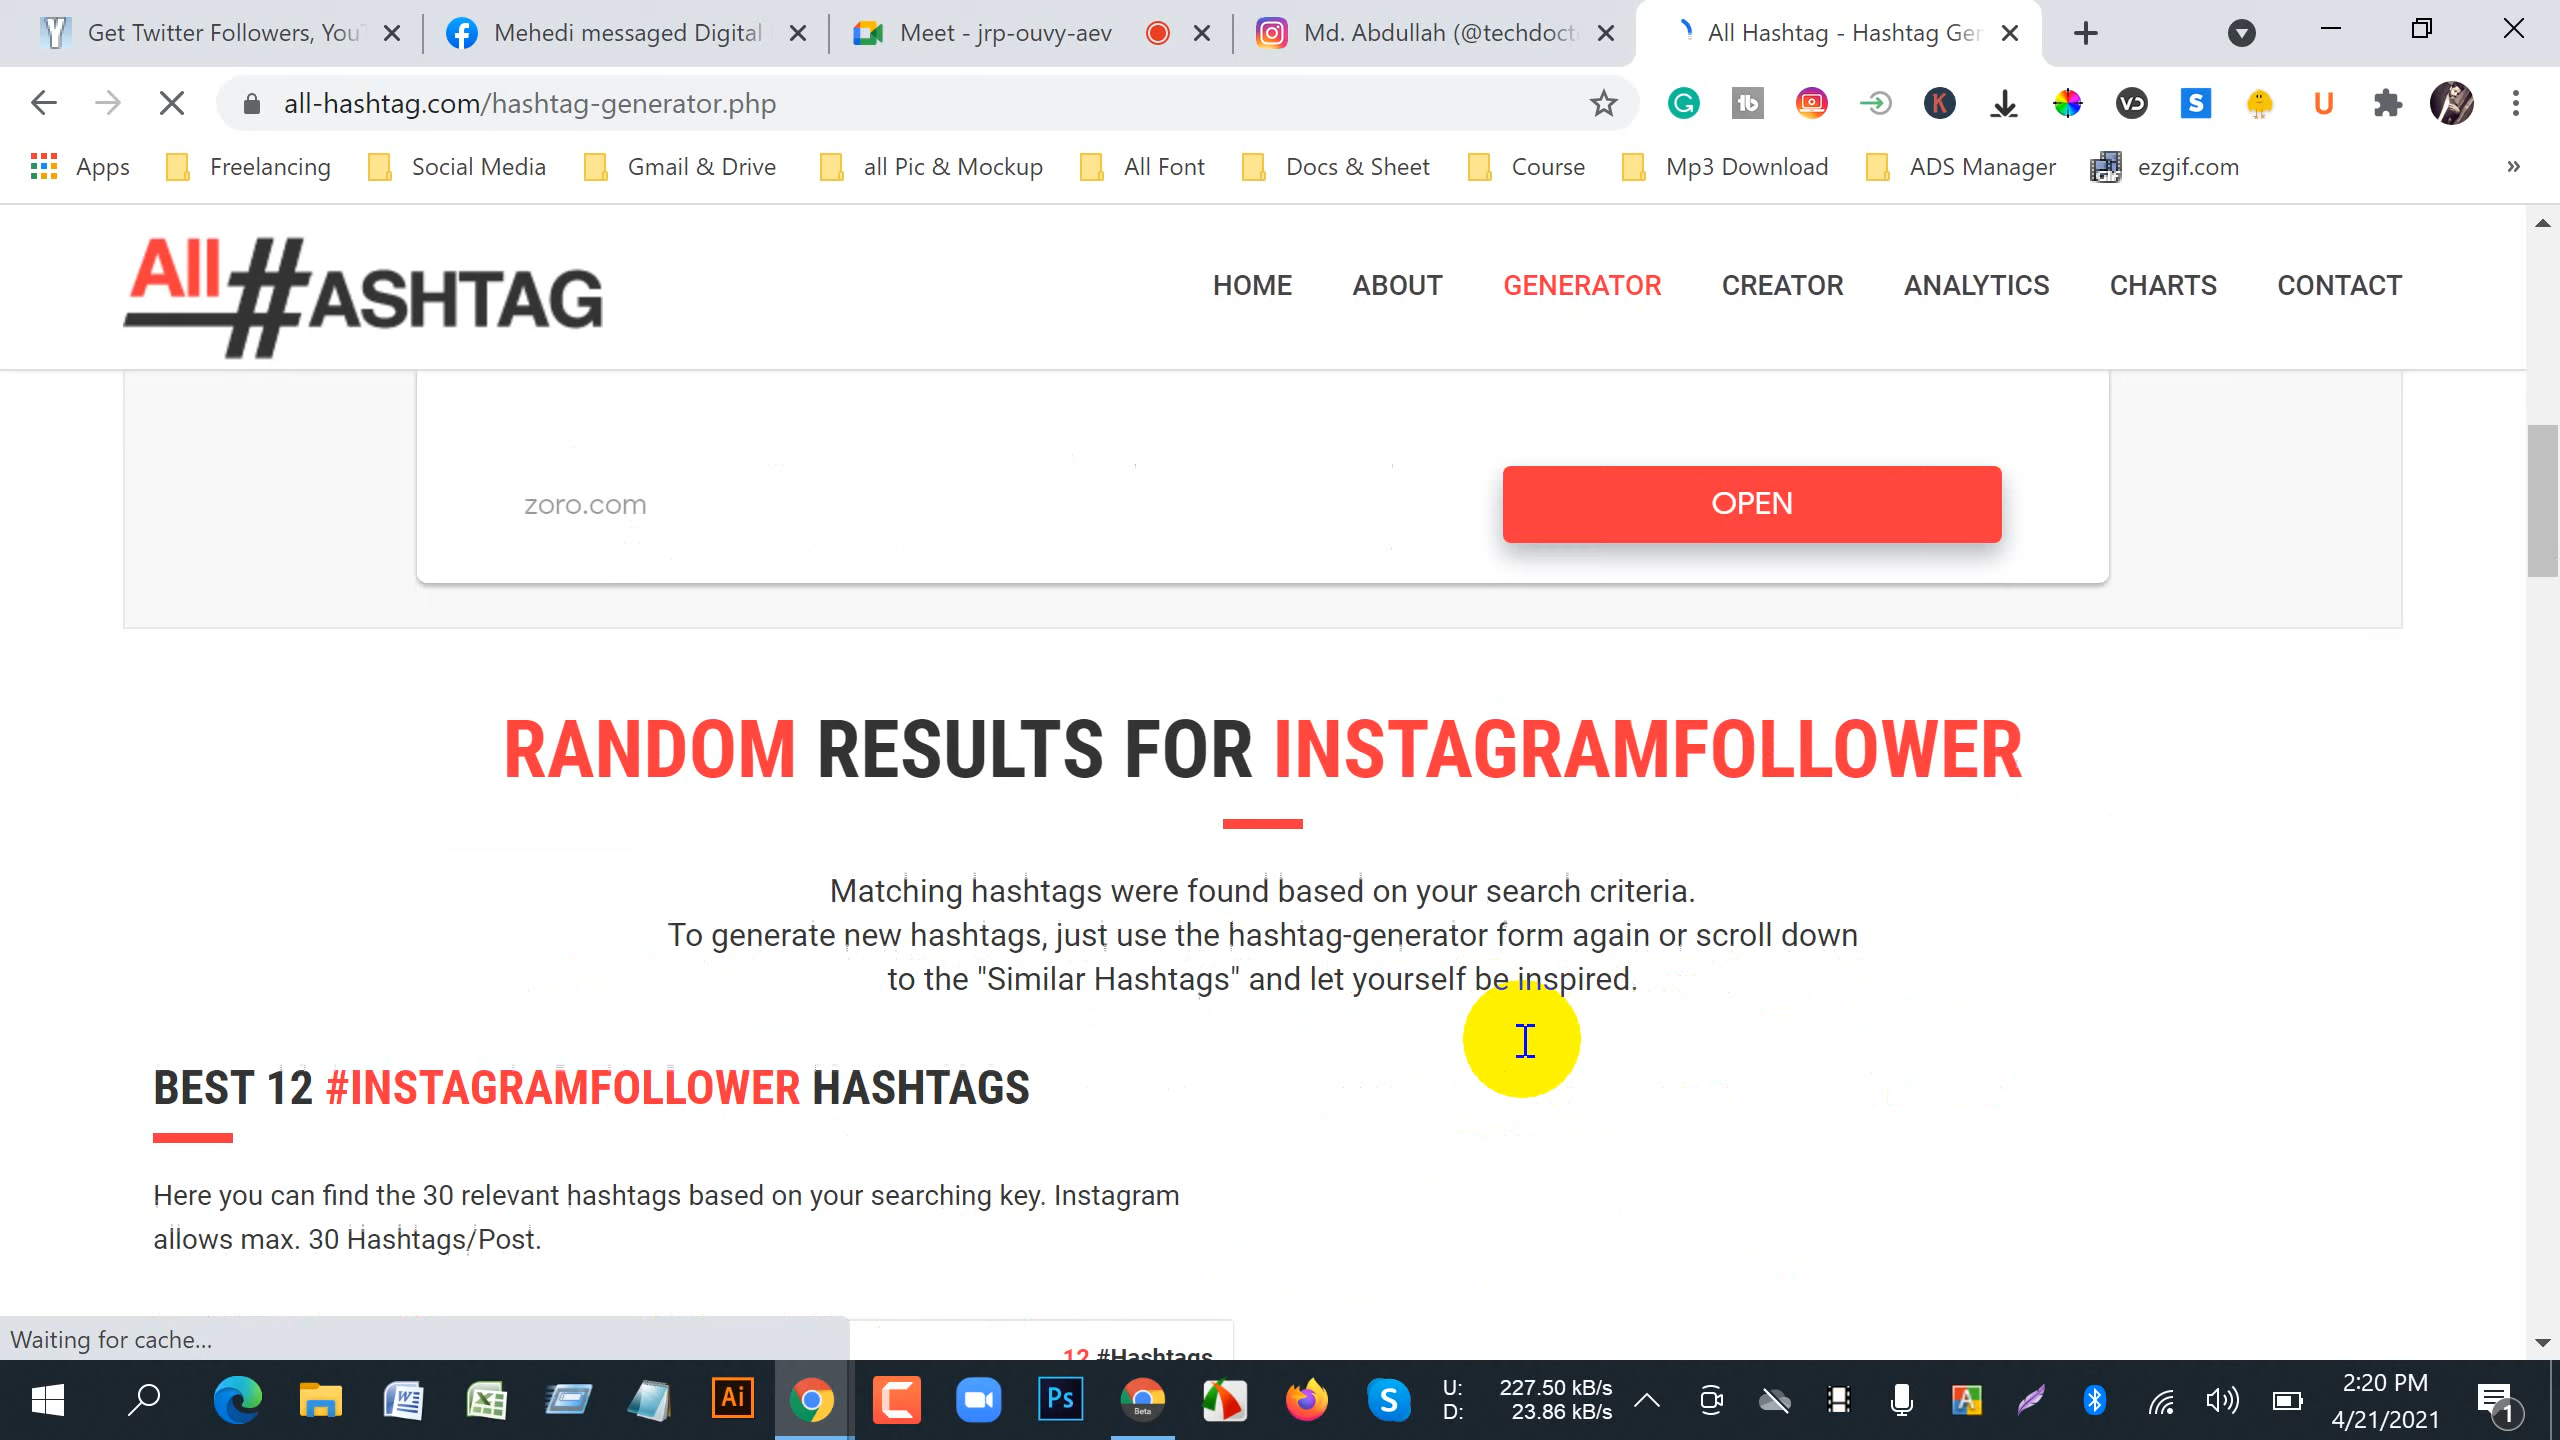 Get Twitter Followers, You
Mehedi messaged Digital
Meet - jrp-ouvy-aev
Md. Abdullah (@techdoct
All Hashtag - Hashtag Gen
all-hashtag.com/hashtag-generator.php
Apps
Freelancing
Social Media
Gmail & Drive
all Pic & Mockup
All Font
Docs & Sheet
Course
Mp3 Download
ADS Manager
ezgif.com
»
All #ASHTAG
HOME
ABOUT
GENERATOR
CREATOR
ANALYTICS
CHARTS
CONTACT
zoro.com
OPEN
RANDOM RESULTS FOR INSTAGRAMFOLLOWER
Matching hashtags were found based on your search criteria.
To generate new hashtags, just use the hashtag-generator form again or scroll down
to the "Similar Hashtags" and let yourself be inspired.
BEST 12 #INSTAGRAMFOLLOWER HASHTAGS
Here you can find the 30 relevant hashtags based on your searching key. Instagram
allows max. 30 Hashtags/Post.
12 #Hashtags
Waiting for cache...
U: 227.50 kB/s
D: 23.86 kB/s
2:20 PM
4/21/2021
1